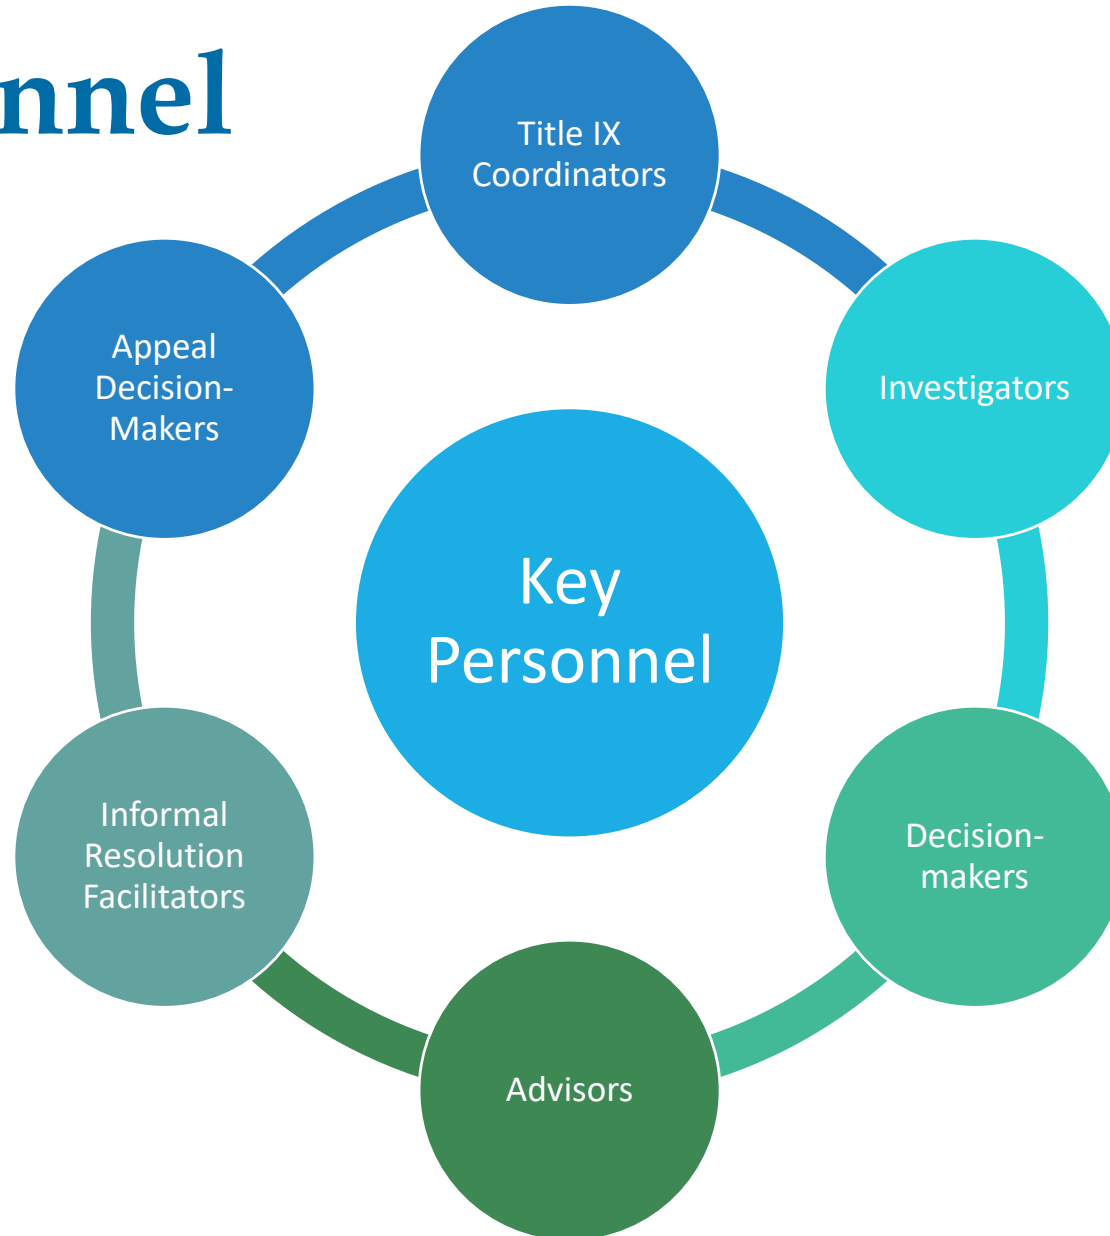 nnel
Title IX
Coordinators
Investigators
Decision-
makers
Advisors
Informal
Resolution
Facilitators
Appeal
Decision-
Makers
Key
Personnel